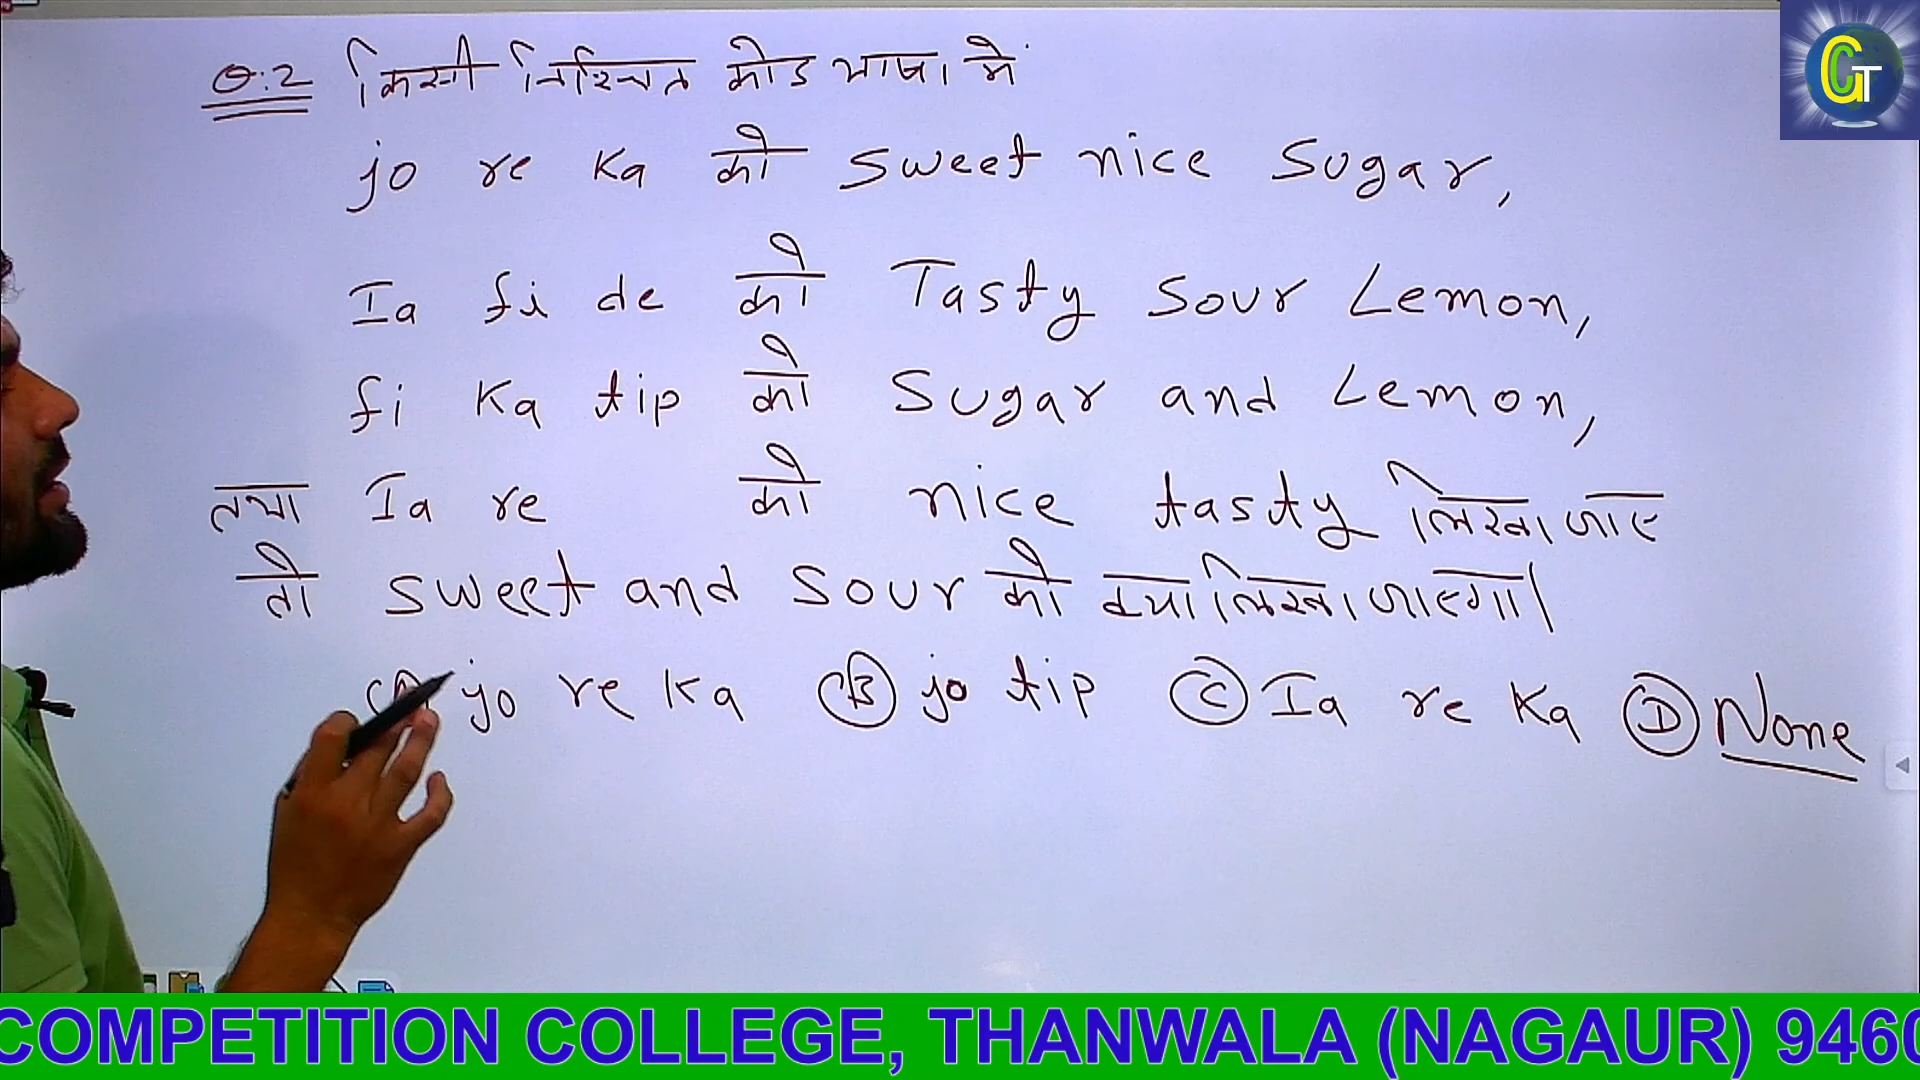 Q.2 किसी निश्चित कोड भाषा में
jo re Ka को Sweet nice Sugar,
Ia fi de को Tasty Sour Lemon,
fi Ka tip को Sugar and Lemon,
तथा Ia re को nice tasty लिखा जाए
तो Sweet and Sour को क्या लिखा जाएगा।
(A) jo re Ka (B) jo tip (C) Ia re Ka (D) None
GCT
COMPETITION COLLEGE, THANWALA (NAGAUR) 9460